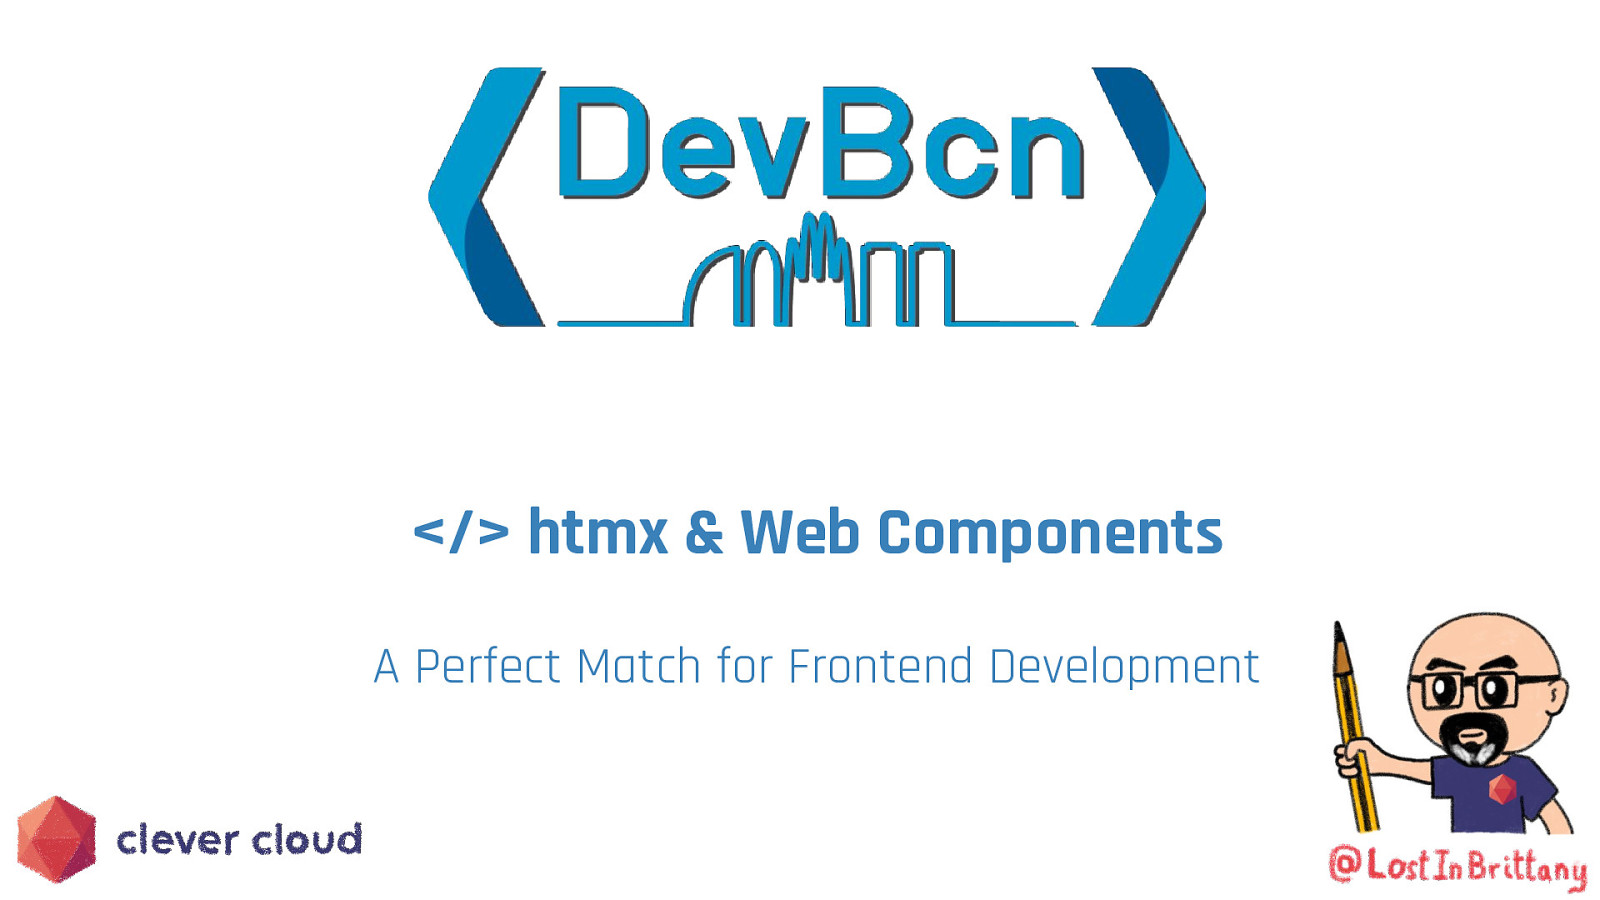 DevBcn
</> htmx & Web Components
A Perfect Match for Frontend Development
clever cloud
@LostInBrittany